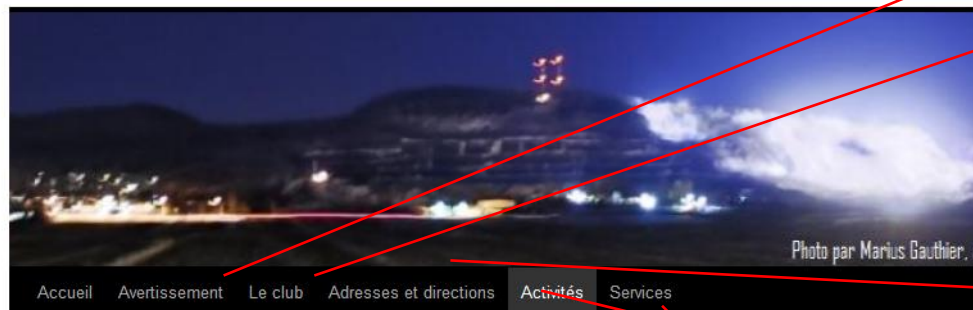 Photo par Marius Gauthier,
Accueil Avertissement Le club Adresses et directions Activités Services